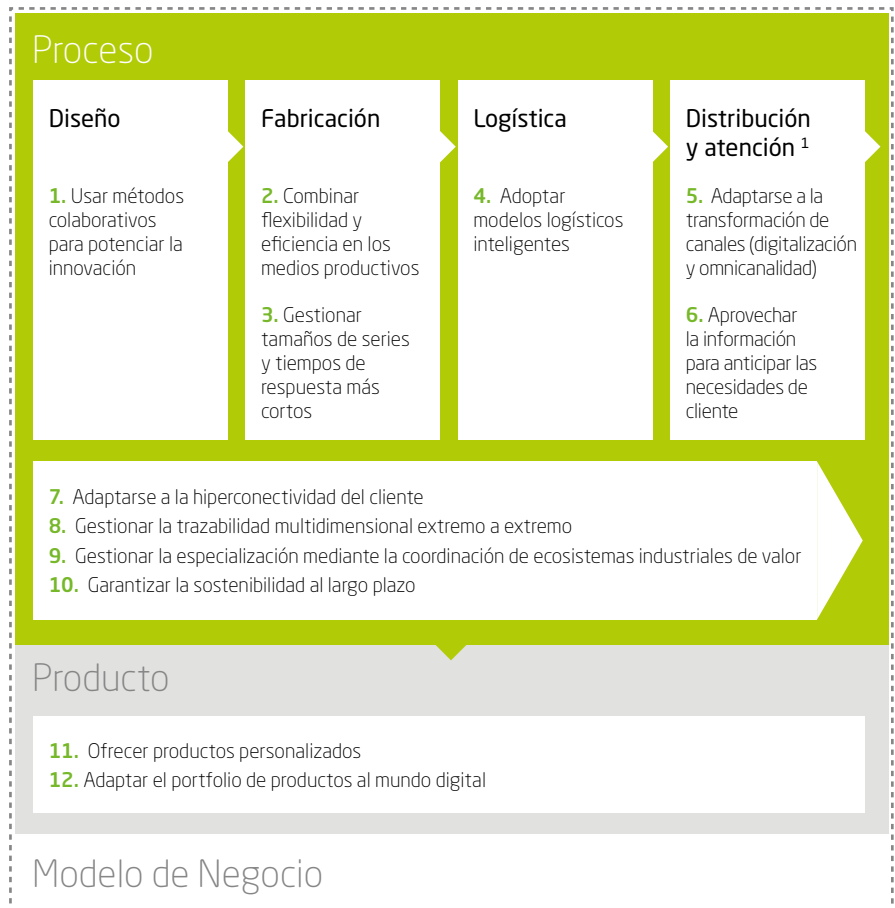 Proceso
Diseño
1. Usar métodos
colaborativos
para potenciar la
innovación
Fabricación
2. Combinar
flexibilidad y
eficiencia en los
medios productivos
3. Gestionar
tamaños de series
y tiempos de
respuesta más
cortos
Logística
4. Adoptar
modelos logísticos
inteligentes
Distribución
y atención ¹
5. Adaptarse a la
transformación de
canales (digitalización
y omnicanalidad)
6. Aprovechar
la información
para anticipar las
necesidades de
cliente
7. Adaptarse a la hiperconectividad del cliente
8. Gestionar la trazabilidad multidimensional extremo a extremo
9. Gestionar la especialización mediante la coordinación de ecosistemas industriales de valor
10. Garantizar la sostenibilidad al largo plazo
Producto
11. Ofrecer productos personalizados
12. Adaptar el portfolio de productos al mundo digital
Modelo de Negocio